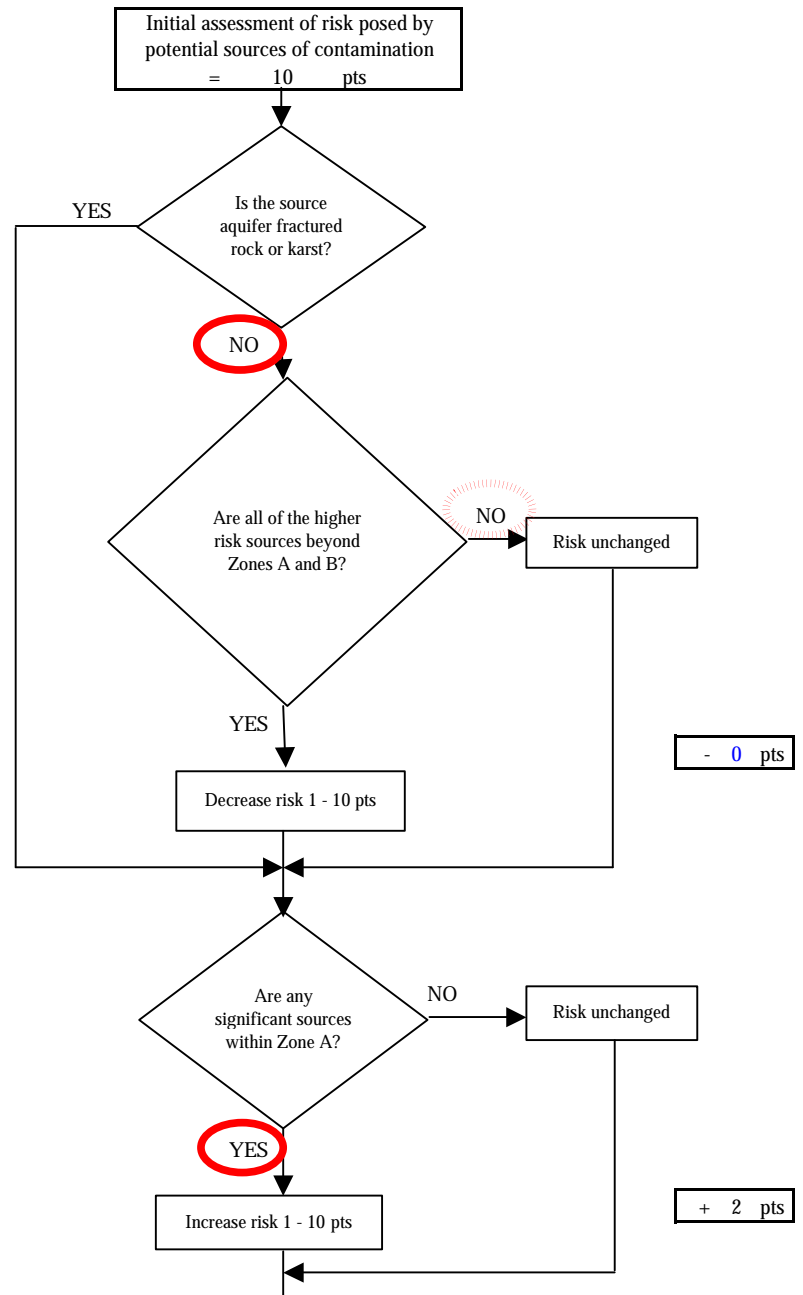 Initial assessment of risk posed by
potential sources of contamination
= 10 pts
Is the source
aquifer fractured
rock or karst?
YES
NO
Are all of the higher
risk sources beyond
Zones A and B?
NO
Risk unchanged
YES
- 0 pts
Decrease risk 1 - 10 pts
Are any
significant sources
within Zone A?
NO
Risk unchanged
YES
+ 2 pts
Increase risk 1 - 10 pts